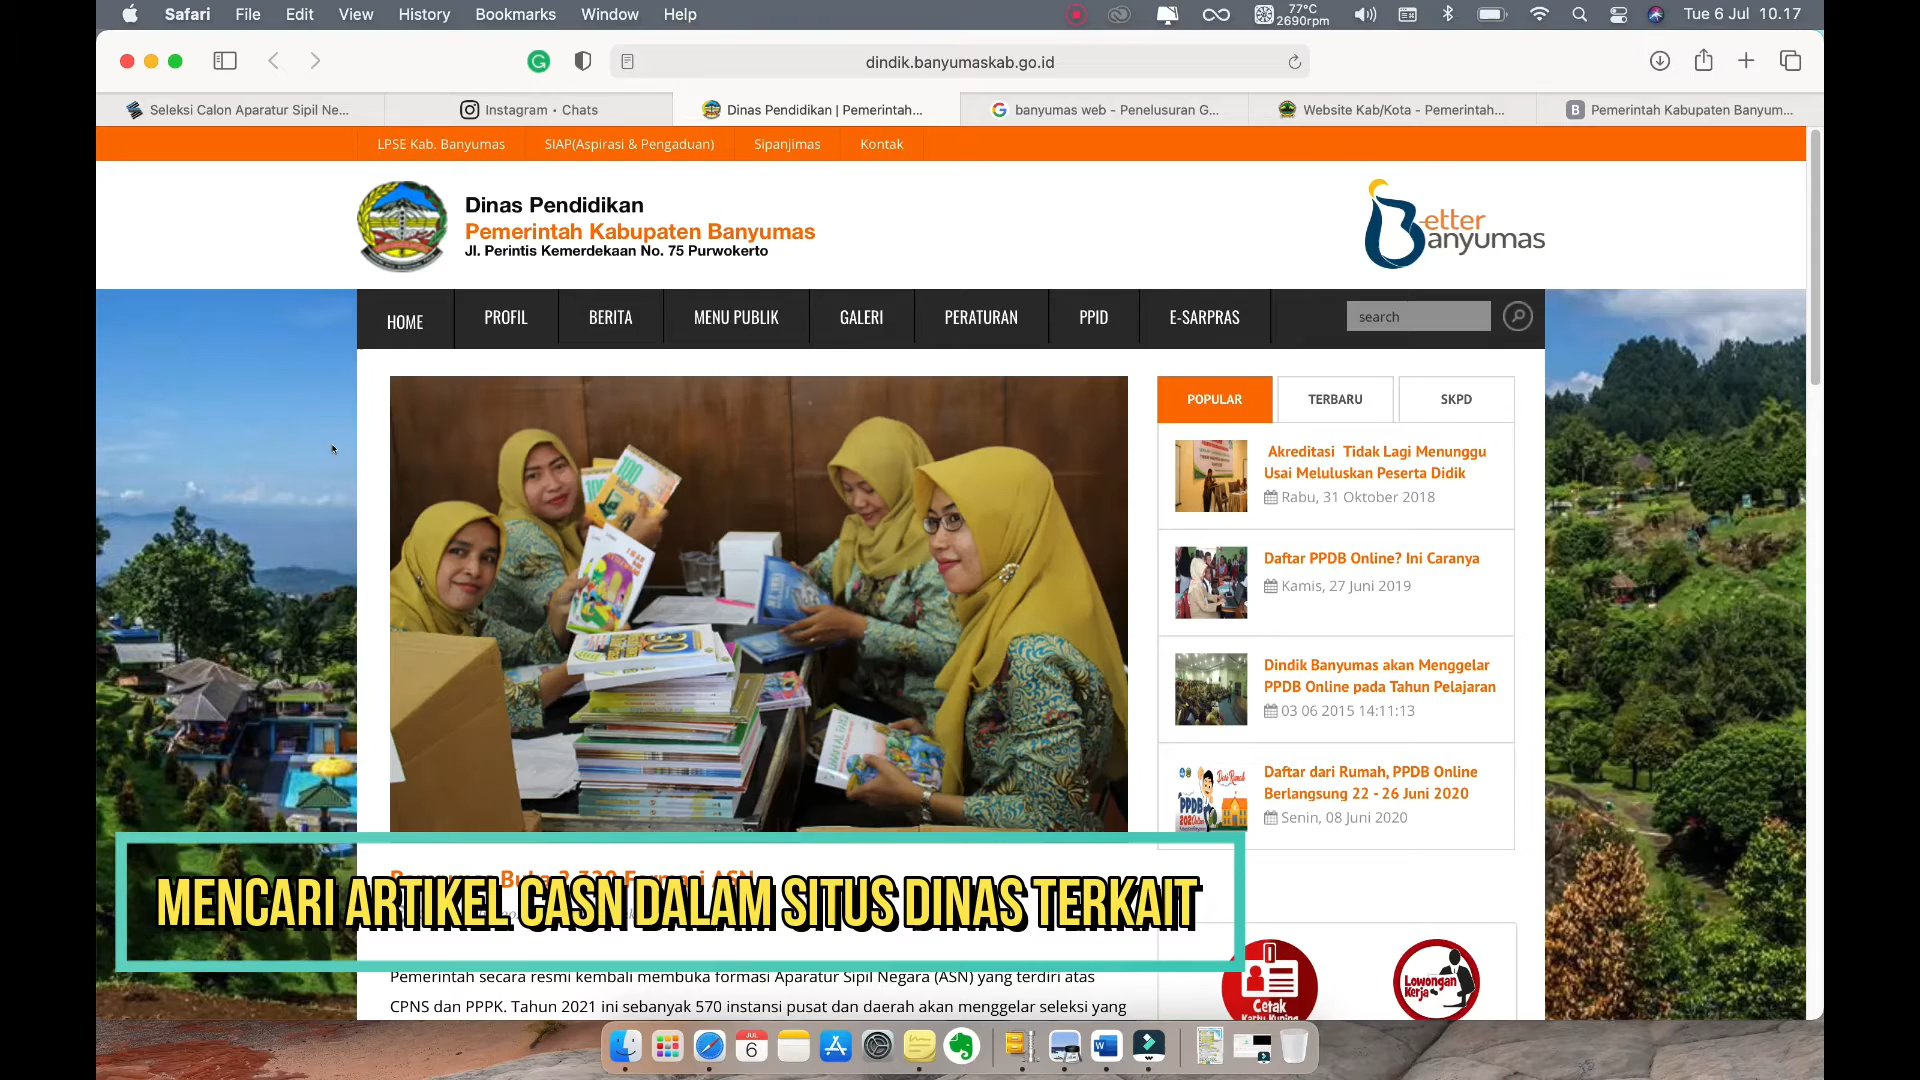 Safari File Edit View History Bookmarks Window Help 77°C 2690rpm Tue 6 Jul 10.17
dindik.banyumaskab.go.id
Seleksi Calon Aparatur Sipil Ne... Instagram • Chats Dinas Pendidikan | Pemerintah... banyumas web - Penelusuran G... Website Kab/Kota - Pemerintah... B Pemerintah Kabupaten Banyum...
LPSE Kab. Banyumas SIAP(Aspirasi & Pengaduan) Sipanjimas Kontak
Dinas Pendidikan
Pemerintah Kabupaten Banyumas
Jl. Perintis Kemerdekaan No. 75 Purwokerto
Better
Banyumas
HOME PROFIL BERITA MENU PUBLIK GALERI PERATURAN PPID E-SARPRAS search
POPULAR TERBARU SKPD
Akreditasi Tidak Lagi Menunggu
Usai Meluluskan Peserta Didik
Rabu, 31 Oktober 2018
Daftar PPDB Online? Ini Caranya
Kamis, 27 Juni 2019
Dindik Banyumas akan Menggelar
PPDB Online pada Tahun Pelajaran
03 06 2015 14:11:13
Daftar dari Rumah, PPDB Online
Berlangsung 22 - 26 Juni 2020
Senin, 08 Juni 2020
MENCARI ARTIKEL CASN DALAM SITUS DINAS TERKAIT
Pemerintah secara resmi kembali membuka formasi Aparatur Sipil Negara (ASN) yang terdiri atas
CPNS dan PPPK. Tahun 2021 ini sebanyak 570 instansi pusat dan daerah akan menggelar seleksi yang
Cetak
Kartu Kuning
Lowongan
Kerja
JUL
6